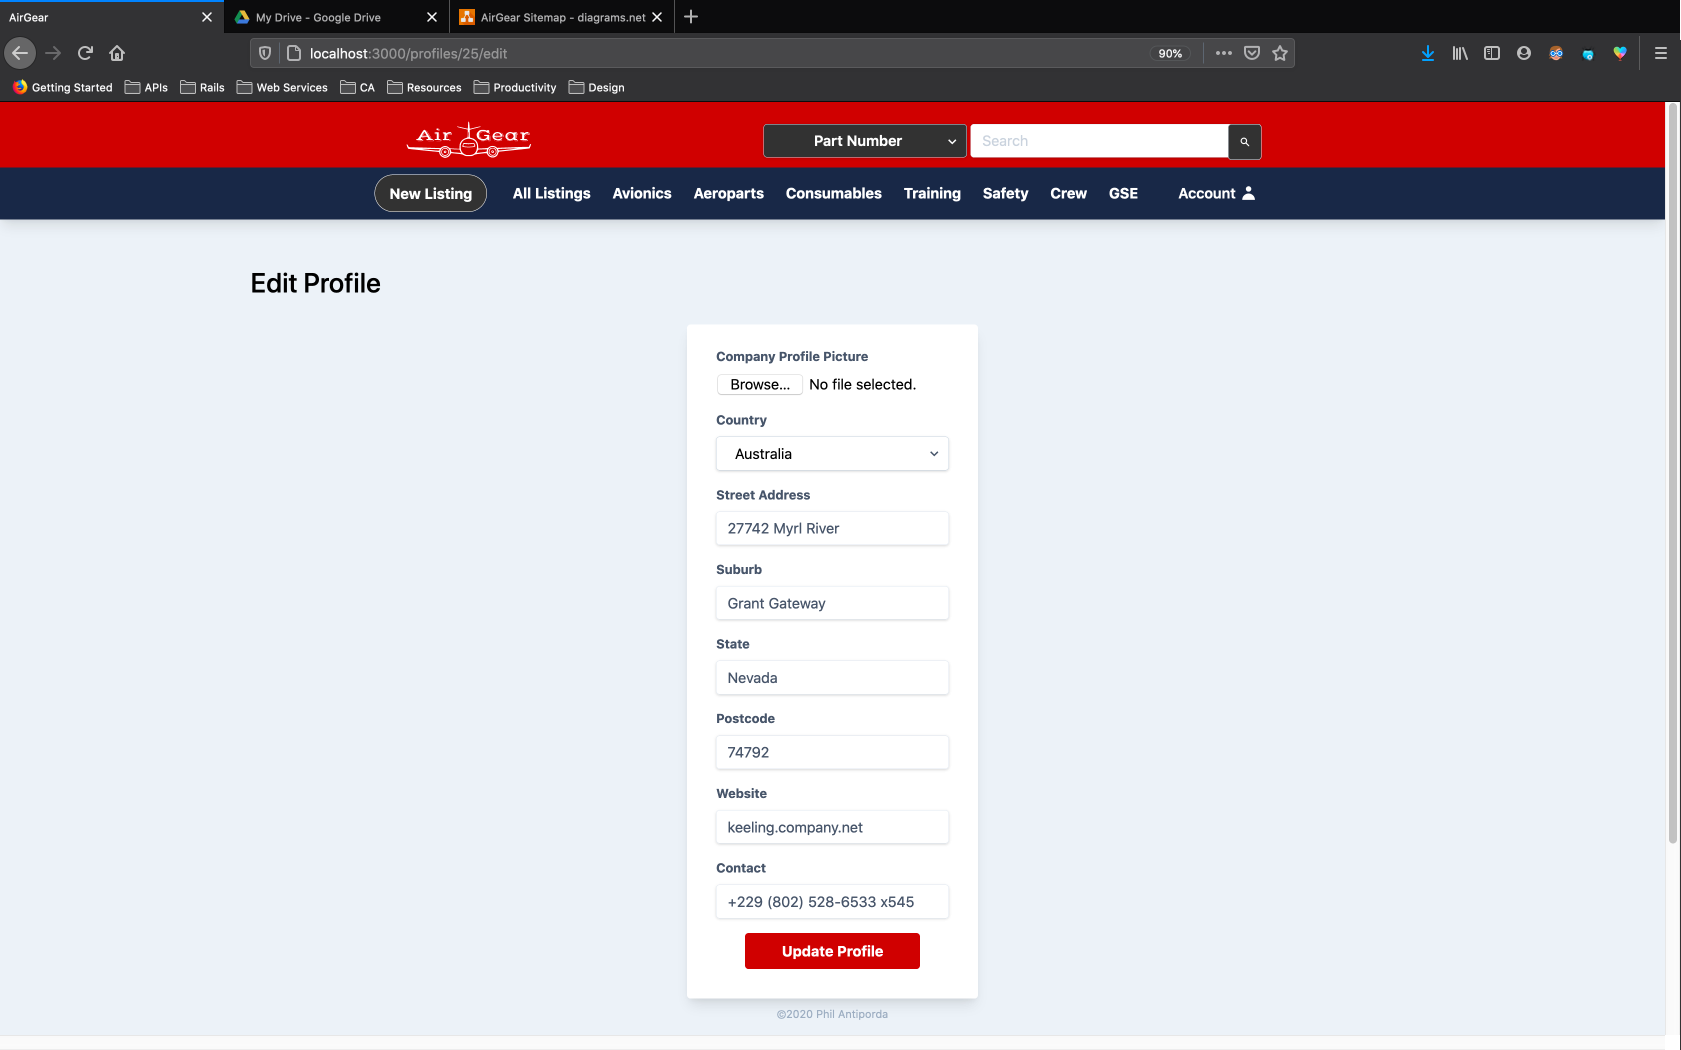 AirGear
My Drive - Google Drive
AirGear Sitemap - diagrams.net
localhost:3000/profiles/25/edit
90%
Getting Started
APIs
Rails
Web Services
CA
Resources
Productivity
Design
Air Gear
Part Number
Search
New Listing
All Listings
Avionics
Aeroparts
Consumables
Training
Safety
Crew
GSE
Account
Edit Profile
Company Profile Picture
Browse... No file selected.
Country
Australia
Street Address
27742 Myrl River
Suburb
Grant Gateway
State
Nevada
Postcode
74792
Website
keeling.company.net
Contact
+229 (802) 528-6533 x545
Update Profile
©2020 Phil Antiporda